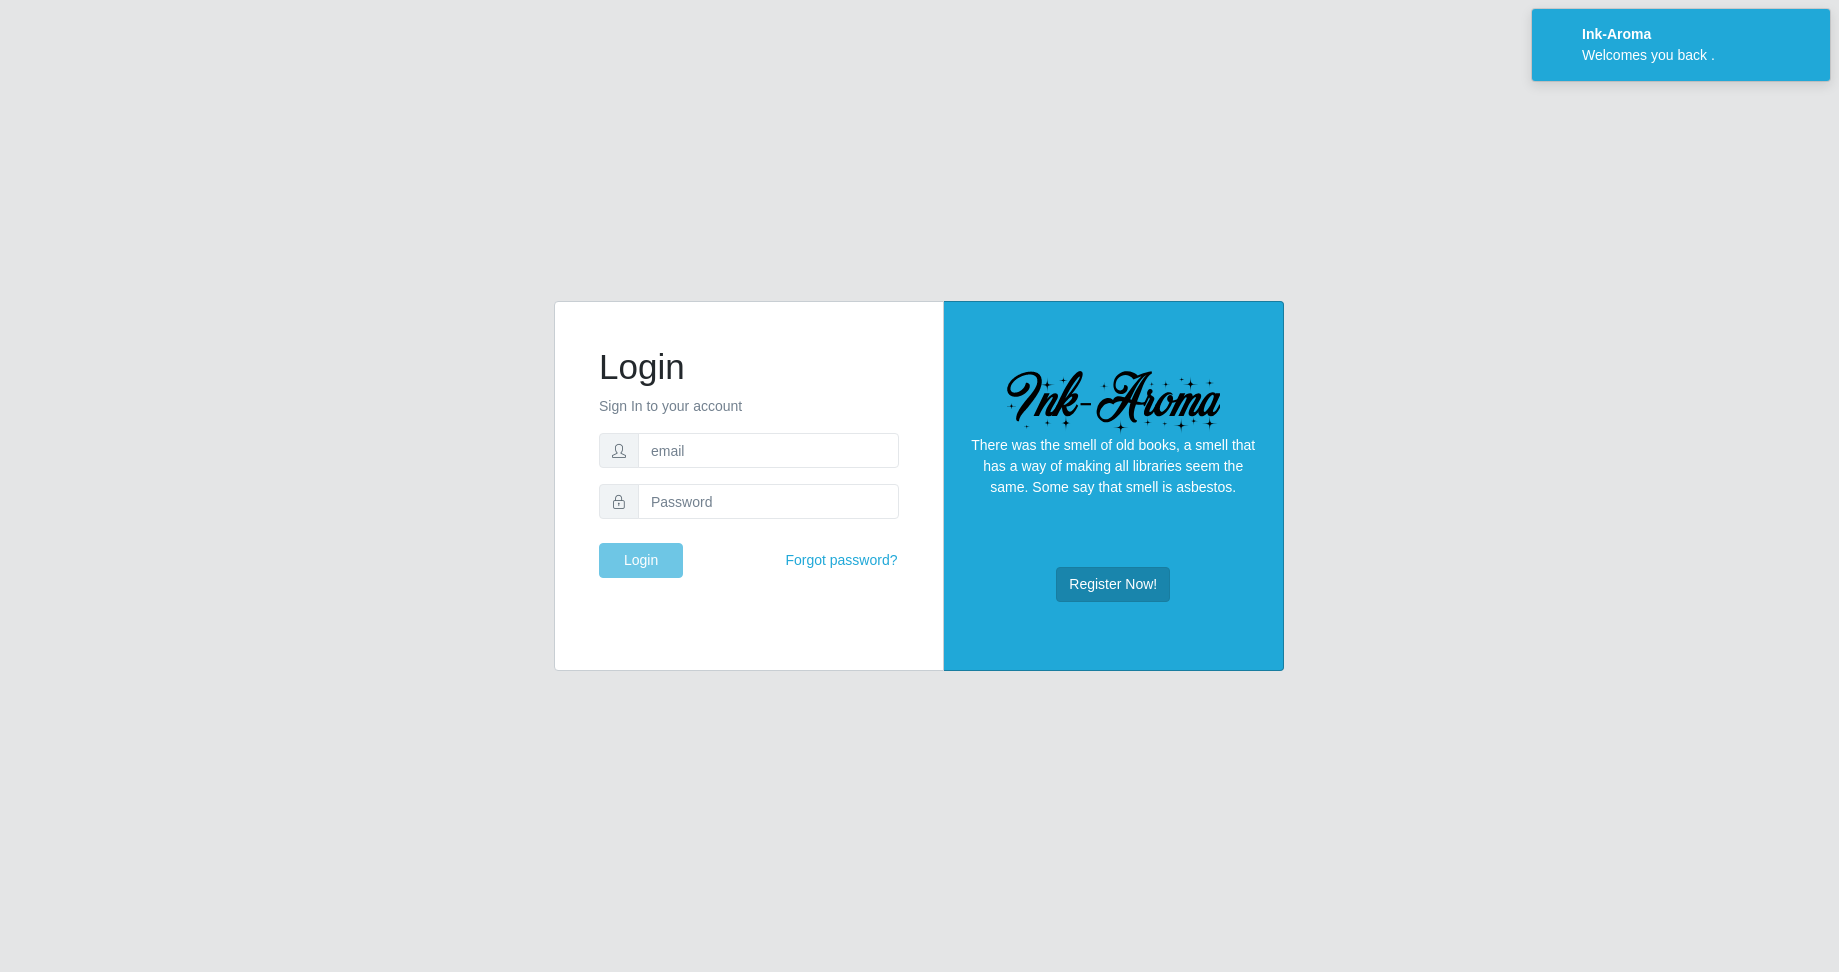 Ink-Aroma
Welcomes you back .
Login
Sign In to your account
email
Password
Login
Forgot password?
Ink-Aroma
There was the smell of old books, a smell that
has a way of making all libraries seem the
same. Some say that smell is asbestos.
Register Now!